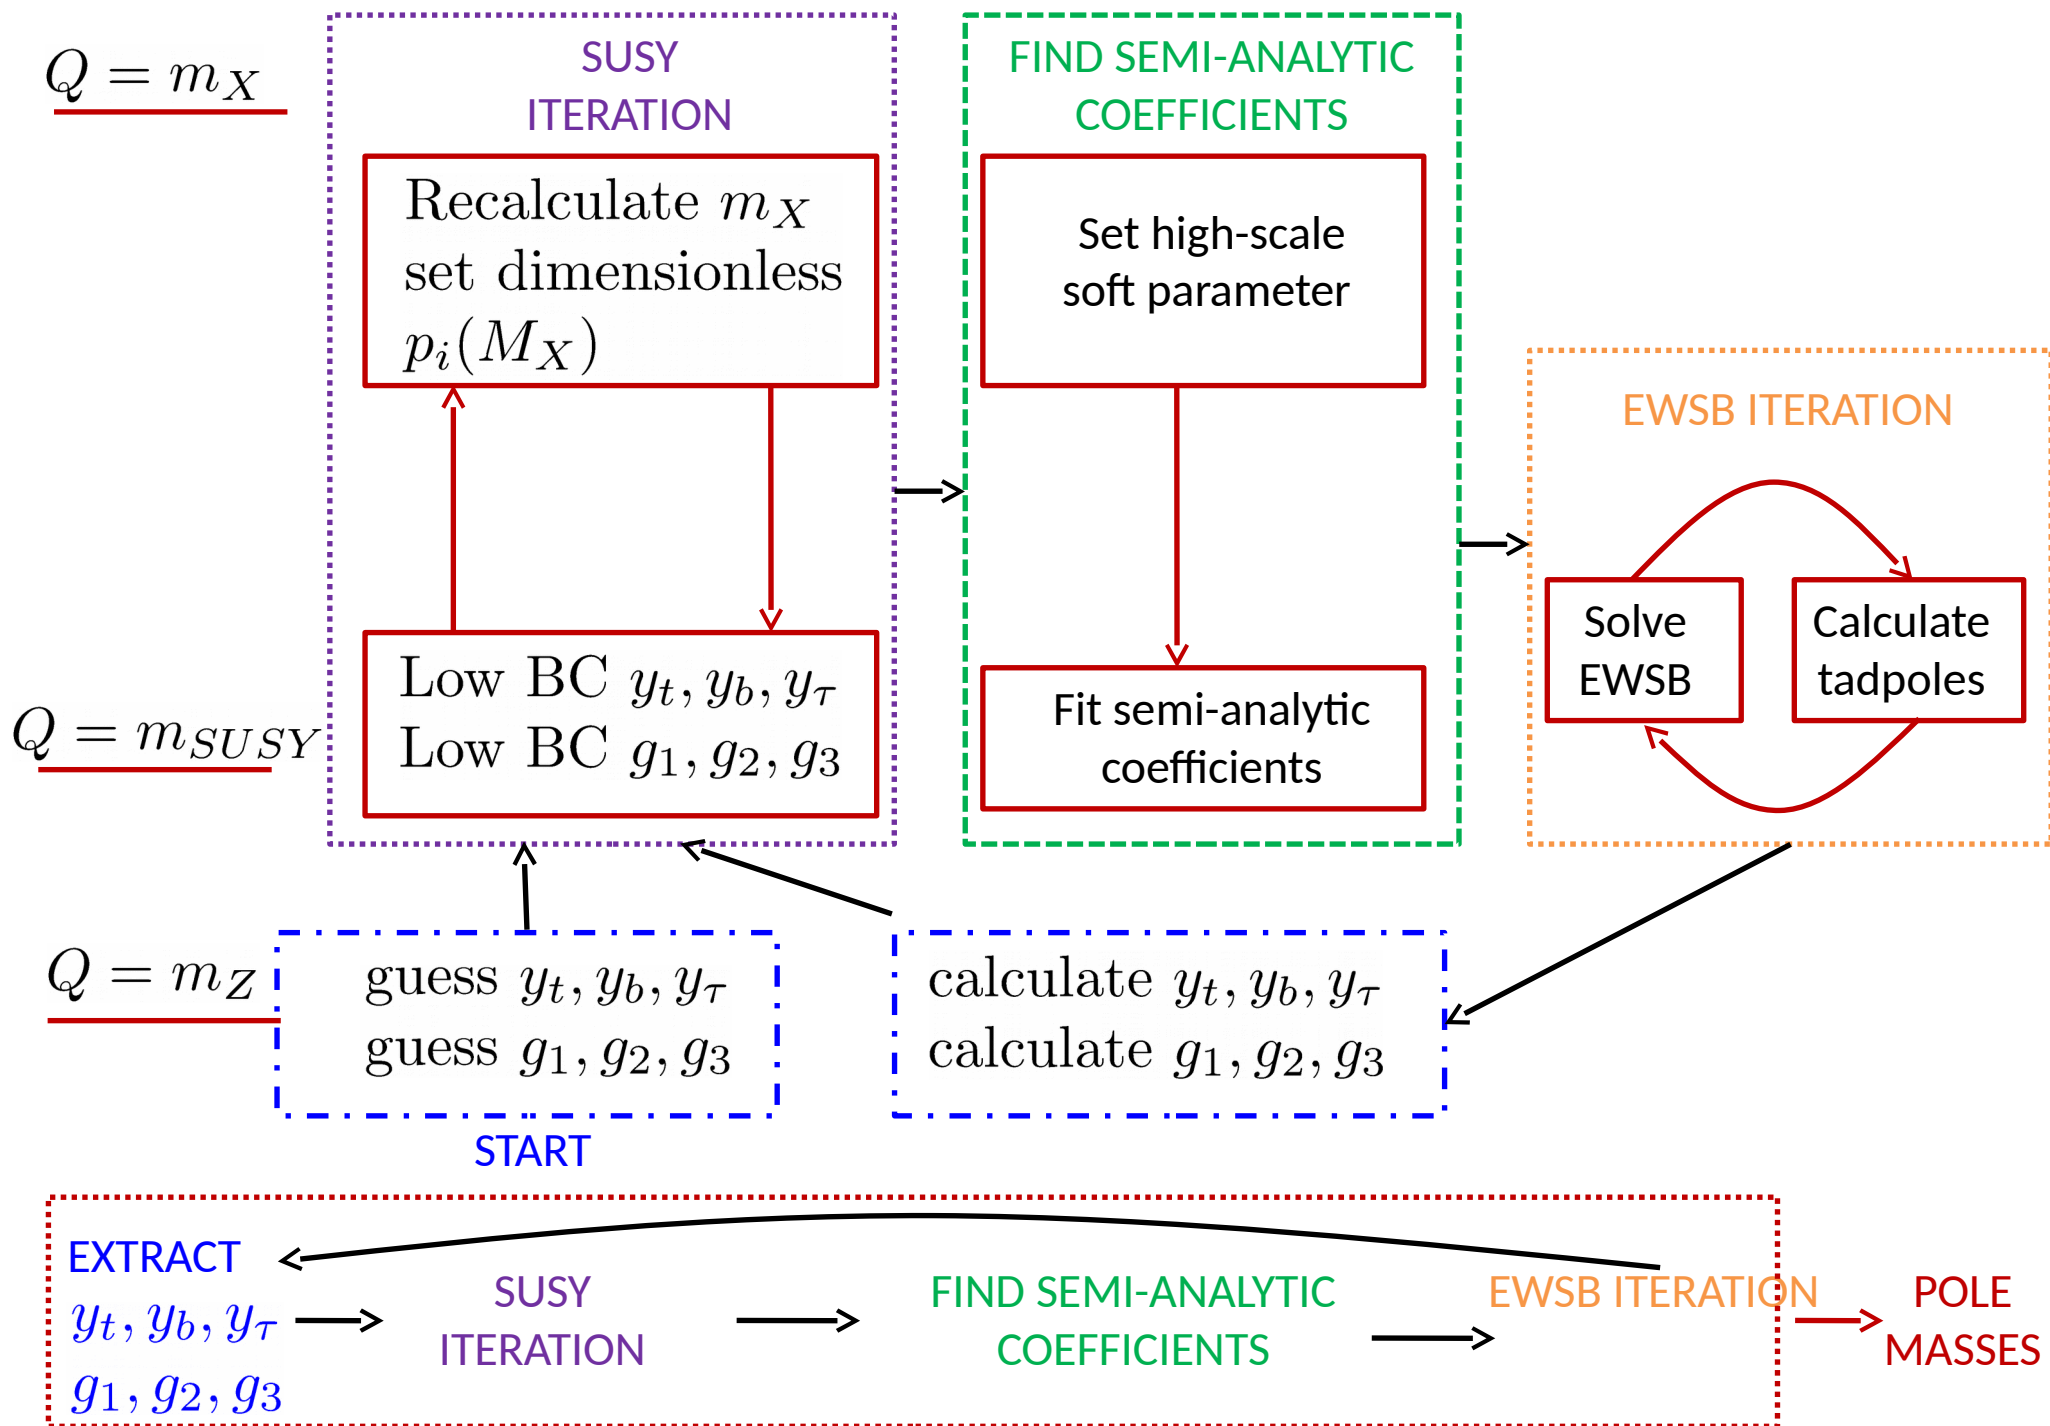 Q = m_X
SUSY
ITERATION
Recalculate m_X
set dimensionless
p_i(M_X)
Low BC y_t, y_b, y_τ
Low BC g_1, g_2, g_3
FIND SEMI-ANALYTIC
COEFFICIENTS
Set high-scale
soft parameter
Fit semi-analytic
coefficients
EWSB ITERATION
Solve
EWSB
Calculate
tadpoles
Q = m_{SUSY}
Q = m_Z
guess y_t, y_b, y_τ
guess g_1, g_2, g_3
START
calculate y_t, y_b, y_τ
calculate g_1, g_2, g_3
EXTRACT
y_t, y_b, y_τ
g_1, g_2, g_3
SUSY
ITERATION
FIND SEMI-ANALYTIC
COEFFICIENTS
EWSB ITERATION
POLE
MASSES